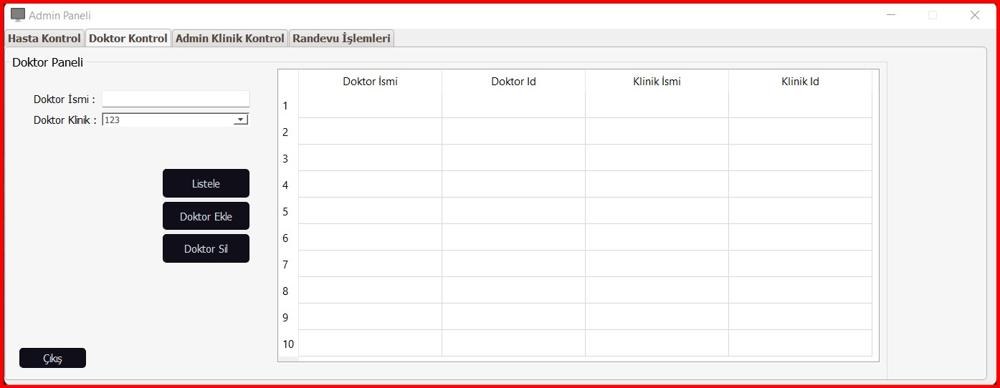 Admin Paneli
Hasta Kontrol Doktor Kontrol Admin Klinik Kontrol Randevu İşlemleri
Doktor Paneli
Doktor İsmi :
Doktor Klinik : 123
Listele
Doktor Ekle
Doktor Sil
Çıkış
Doktor İsmi Doktor Id Klinik İsmi Klinik Id
1
2
3
4
5
6
7
8
9
10